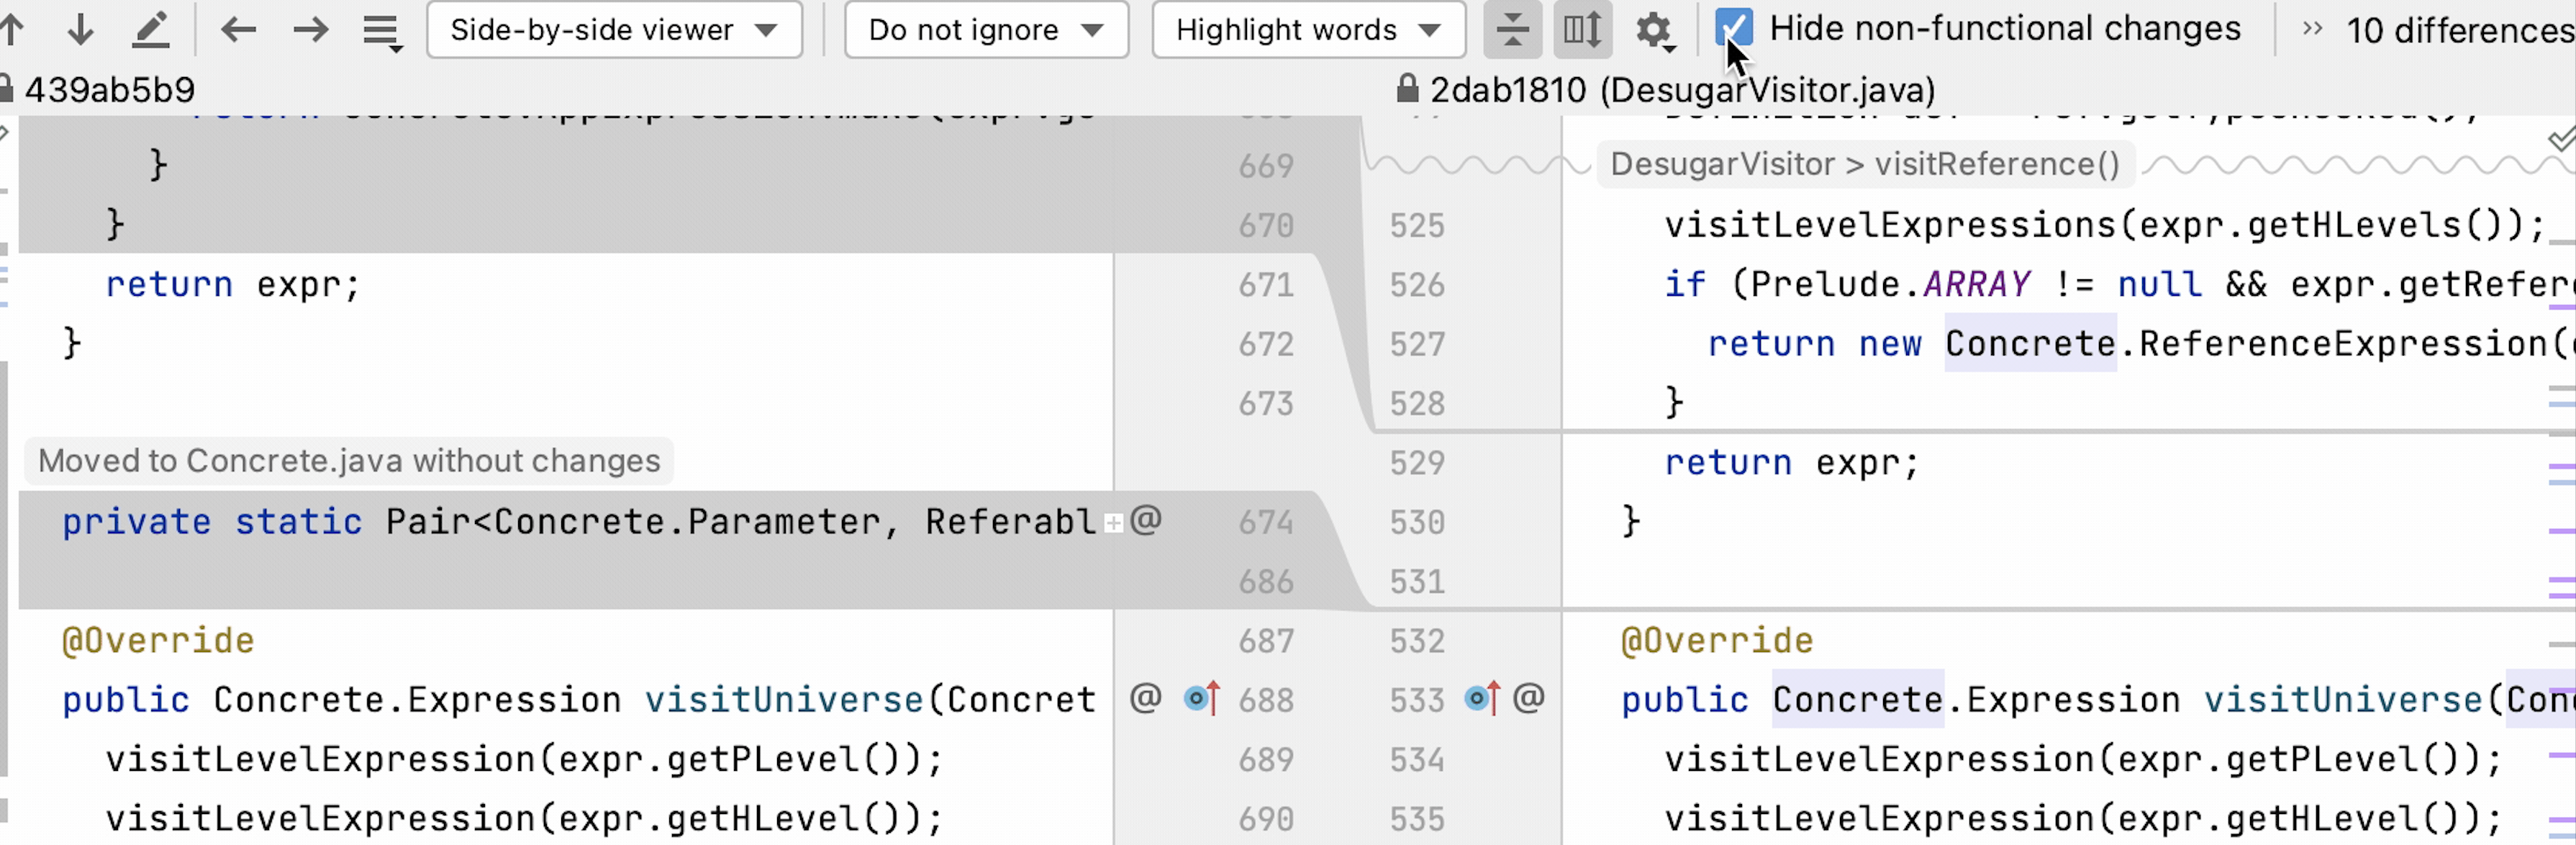 Side-by-side viewer Do not ignore Highlight words Hide non-functional changes 10 differences
439ab5b9
2dab1810 (DesugarVisitor.java)
}
669
DesugarVisitor > visitReference()
}
670
525
visitLevelExpressions(expr.getHLevels());
return expr;
671
526
if (Prelude.ARRAY != null && expr.getRefere
}
672
527
return new Concrete.ReferenceExpression(
673
528
}
Moved to Concrete.java without changes
529
return expr;
private static Pair<Concrete.Parameter, Referabl @
674
530
}
686
531
@Override
687
532
@Override
public Concrete.Expression visitUniverse(Concret @
688
533 @
public Concrete.Expression visitUniverse(Conc
visitLevelExpression(expr.getPLevel());
689
534
visitLevelExpression(expr.getPLevel());
visitLevelExpression(expr.getHLevel());
690
535
visitLevelExpression(expr.getHLevel());